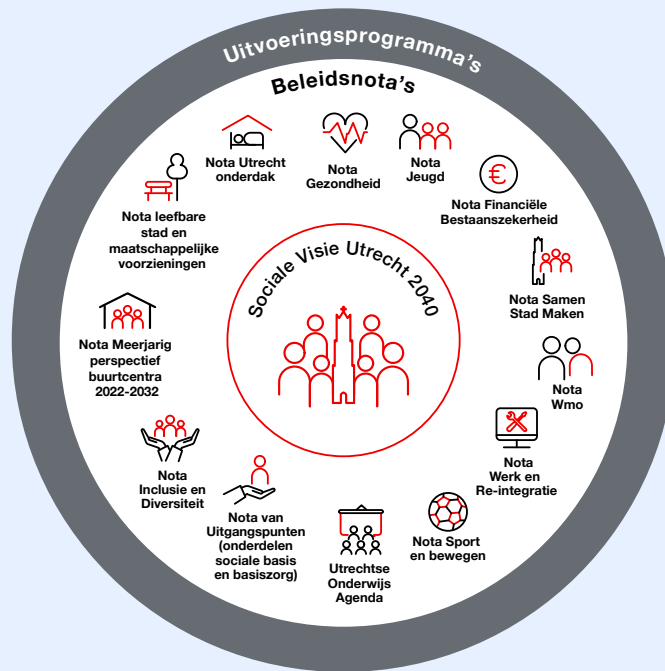 Uitvoeringsprogramma's
Beleidsnota's
Nota Utrecht
onderdak
Nota
Gezondheid
Nota
Jeugd
Nota Financiële
Bestaanszekerheid
Nota Samen
Stad Maken
Nota
Wmo
Nota
Werk en
Re-integratie
Nota Sport
en bewegen
Utrechtse
Onderwijs
Agenda
Nota van
Uitgangspunten
(onderdelen
sociale basis
en basiszorg)
Nota
Inclusie en
Diversiteit
Nota Meerjarig
perspectief
buurtcentra
2022-2032
Nota leefbare
stad en
maatschappelijke
voorzieningen
Sociale Visie Utrecht 2040
€